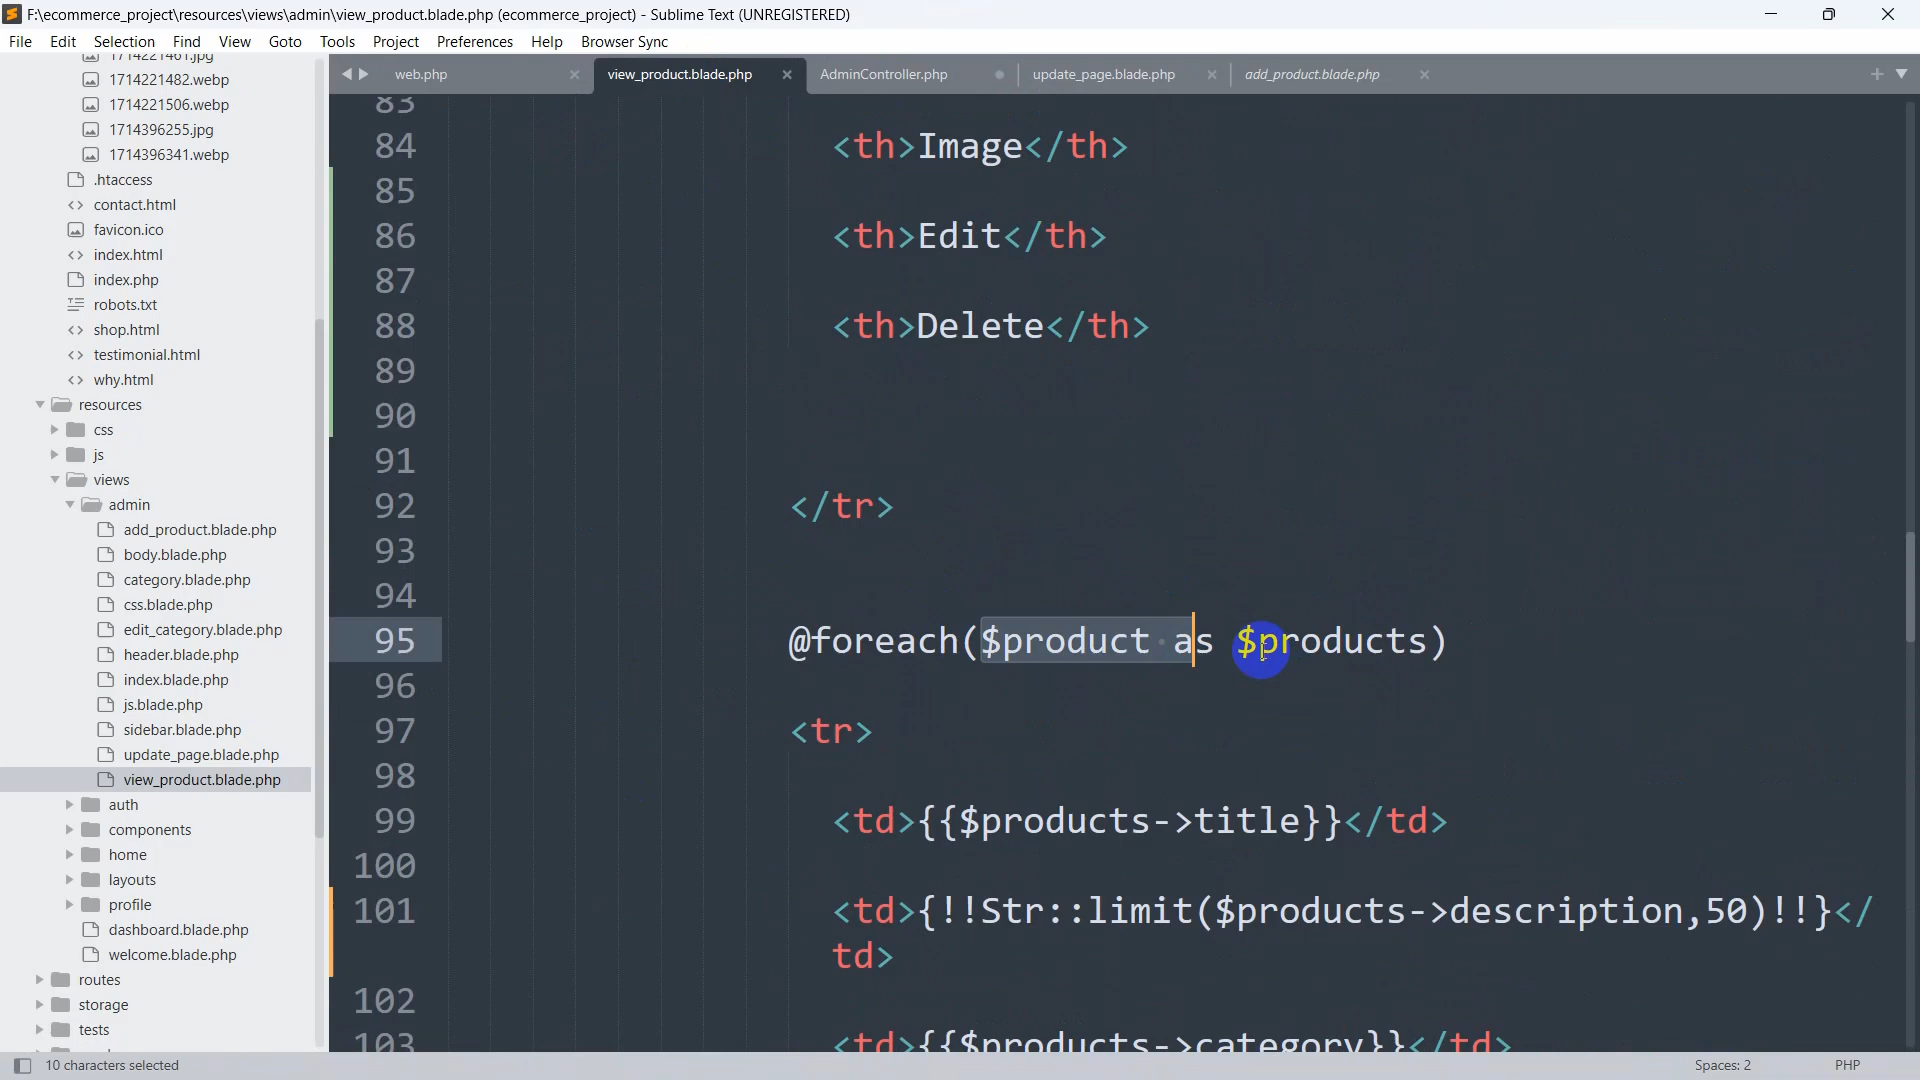 F:\ecommerce_project\resources\views\admin\view_product.blade.php (ecommerce_project) - Sublime Text (UNREGISTERED)
File Edit Selection Find View Goto Tools Project Preferences Help Browser Sync
1714221461.jpg
1714221482.webp
1714221506.webp
1714396255.jpg
1714396341.webp
.htaccess
contact.html
favicon.ico
index.html
index.php
robots.txt
shop.html
testimonial.html
why.html
resources
css
js
views
admin
add_product.blade.php
body.blade.php
category.blade.php
css.blade.php
edit_category.blade.php
header.blade.php
index.blade.php
js.blade.php
sidebar.blade.php
update_page.blade.php
view_product.blade.php
auth
components
home
layouts
profile
dashboard.blade.php
welcome.blade.php
routes
storage
tests
web.php view_product.blade.php AdminController.php update_page.blade.php add_product.blade.php
83
84 <th>Image</th>
85
86 <th>Edit</th>
87
88 <th>Delete</th>
89
90
91
92 </tr>
93
94
95 @foreach($product as $products)
96
97 <tr>
98
99 <td>{{$products->title}}</td>
100
101 <td>{!!Str::limit($products->description,50)!!}</
td>
102
103 <td>{{$products->category}}</td>
10 characters selected
Spaces: 2
PHP